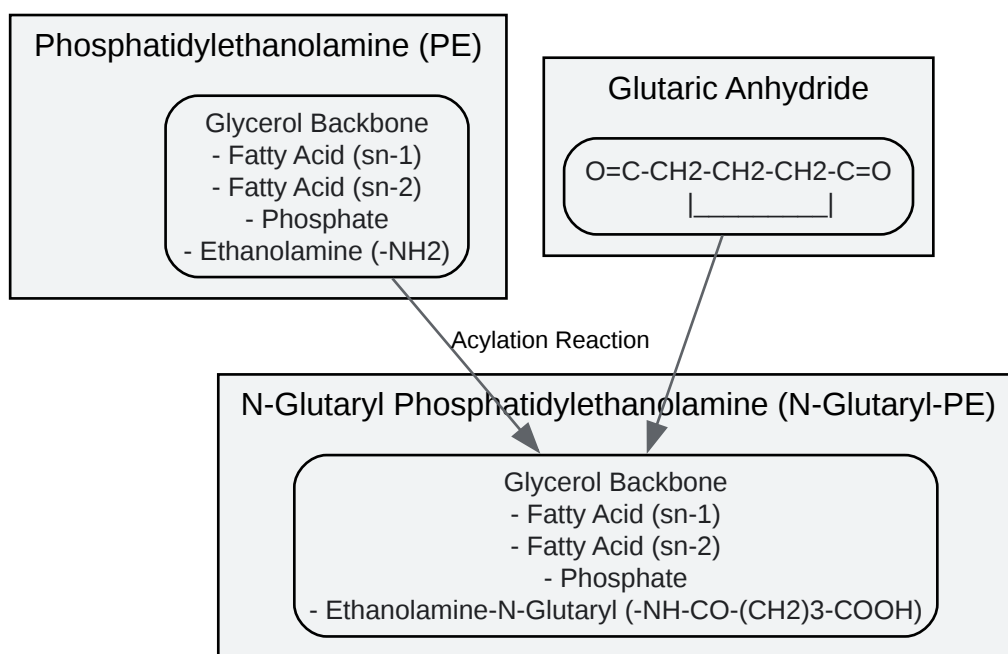 Phosphatidylethanolamine (PE)
Glycerol Backbone
- Fatty Acid (sn-1)
- Fatty Acid (sn-2)
- Phosphate
- Ethanolamine (-NH2)
Glutaric Anhydride
O=C-CH2-CH2-CH2-C=O
|_________|
Acylation Reaction
N-Glutaryl Phosphatidylethanolamine (N-Glutaryl-PE)
Glycerol Backbone
- Fatty Acid (sn-1)
- Fatty Acid (sn-2)
- Phosphate
- Ethanolamine-N-Glutaryl (-NH-CO-(CH2)3-COOH)